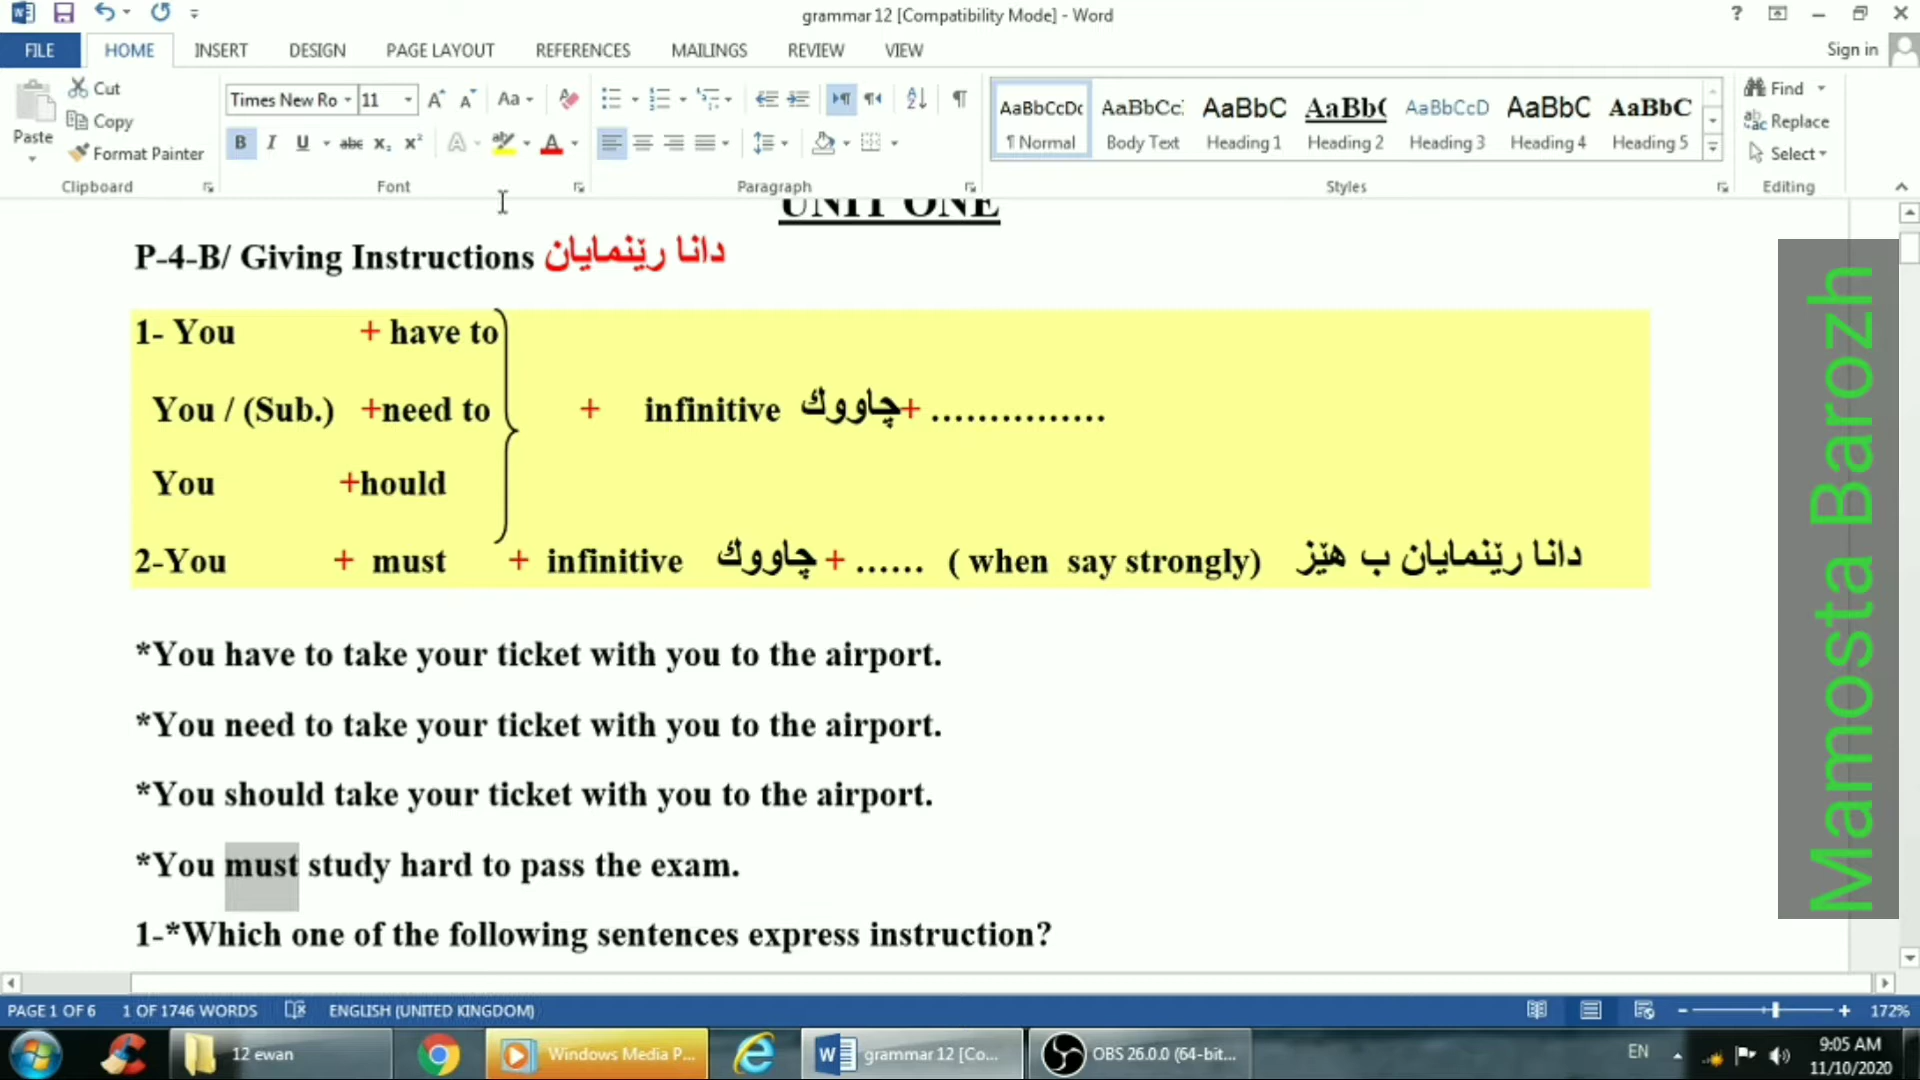 grammar 12 [Compatibility Mode] - Word
FILE HOME INSERT DESIGN PAGE LAYOUT REFERENCES MAILINGS REVIEW VIEW Sign in
Cut
Copy
Format Painter
Paste
Times New Ro 11
AaBbCcDc AaBbCc AaBbC AaBb( AaBbCcD AaBbC AaBbC
¶ Normal Body Text Heading 1 Heading 2 Heading 3 Heading 4 Heading 5
Find
Replace
Select
Clipboard Font Paragraph Styles Editing
UNIT ONE
P-4-B/ Giving Instructions دانا رێنمایان
1- You + have to
You / (Sub.) +need to + infinitive چاووك+ ……………
You +hould
2-You + must + infinitive چاووك + …… ( when say strongly) دانا رێنمایان ب هێز
*You have to take your ticket with you to the airport.
*You need to take your ticket with you to the airport.
*You should take your ticket with you to the airport.
*You must study hard to pass the exam.
1-*Which one of the following sentences express instruction?
Mamosta Barozh
PAGE 1 OF 6 1 OF 1746 WORDS ENGLISH (UNITED KINGDOM) 172%
12 ewan Windows Media P... grammar 12 [Co... OBS 26.0.0 (64-bit... EN 9:05 AM
11/10/2020